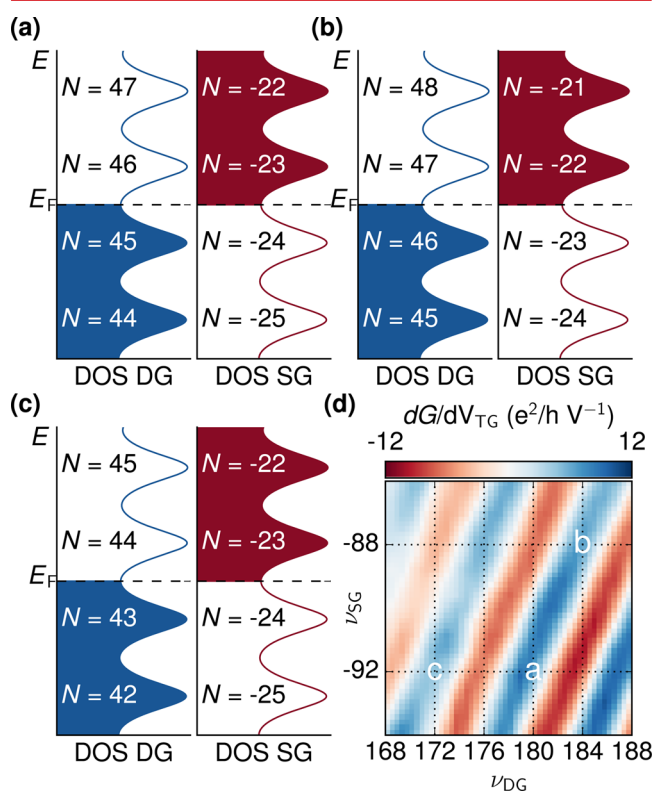 (a)
E
N = 47
N = 46
E_F
N = 45
N = 44
DOS DG
N = -22
N = -23
N = -24
N = -25
DOS SG
(b)
E
N = 48
N = 47
E_F
N = 46
N = 45
DOS DG
N = -21
N = -22
N = -23
N = -24
DOS SG
(c)
E
N = 45
N = 44
E_F
N = 43
N = 42
DOS DG
N = -22
N = -23
N = -24
N = -25
DOS SG
(d)
dG/dV_TG (e²/h V⁻¹)
-12 12
b
-88
c a
-92
ν_SG
168 172 176 180 184 188
ν_DG